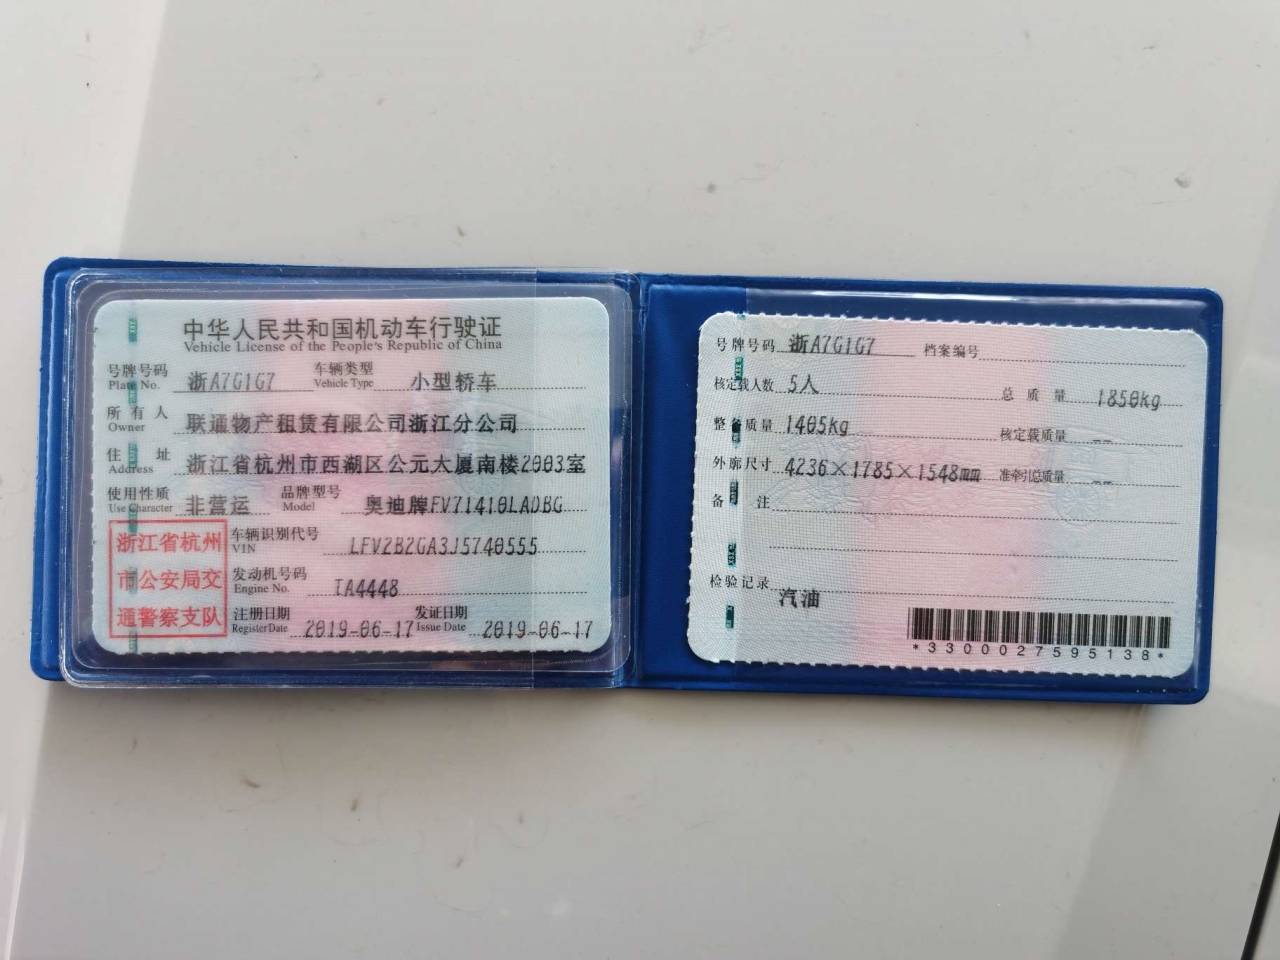 中华人民共和国机动车行驶证
Vehicle License of the People's Republic of China
号牌号码 浙A7G1G7 车辆类型 小型轿车
Plate No. Vehicle Type
所有人 联通物产租赁有限公司浙江分公司
Owner
住址 浙江省杭州市西湖区公元大厦南楼2003室
Address
使用性质 非营运 品牌型号 奥迪牌FV71410LADBG
Use Character Model
浙江省杭州
市公安局交
通警察支队
车辆识别代号 LFV2B2GA3J5740555
VIN
发动机号码 IA4448
Engine No.
注册日期 2019-06-17 发证日期 2019-06-17
Register Date Issue Date
号牌号码 浙A7G1G7 档案编号
核定载人数 5人 总质量 1850kg
整备质量 1405kg 核定载质量 --
外廓尺寸 4236×1785×1548mm 准牵引总质量 --
备注
检验记录 汽油
*3300027595138*